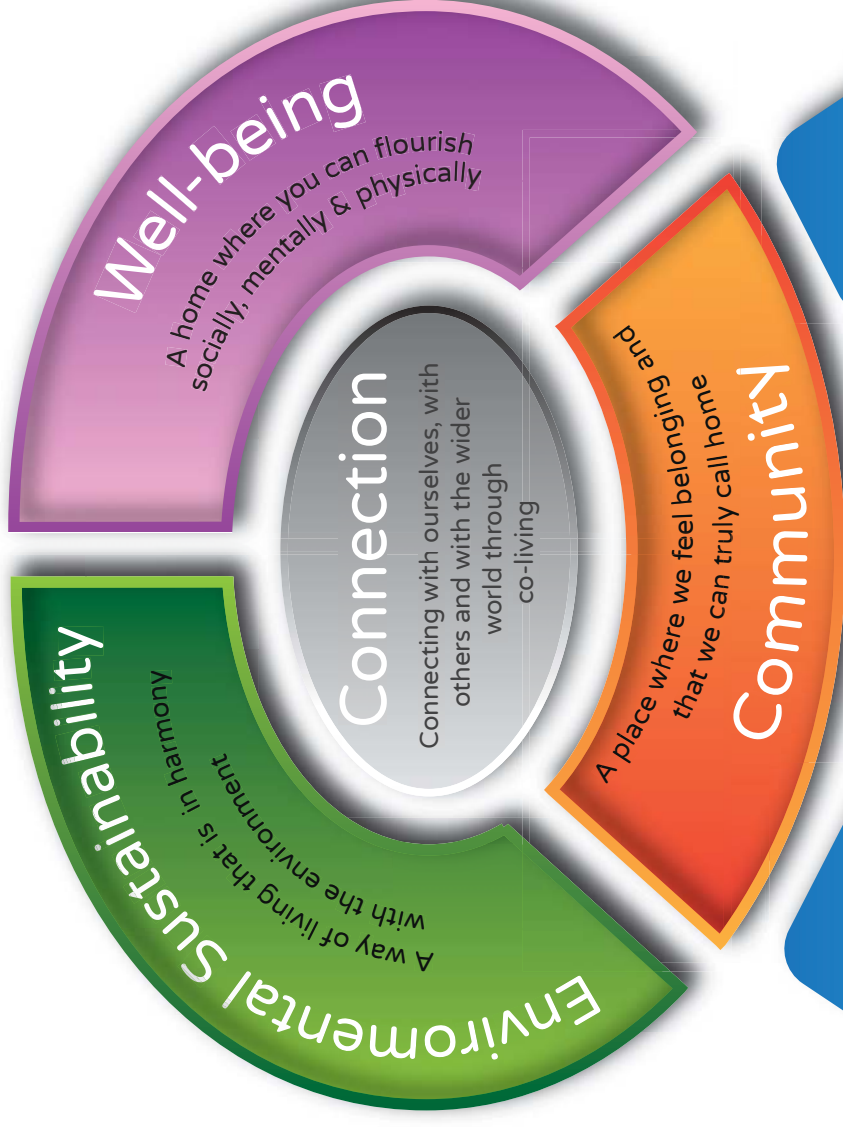 Enviromental Sustainability
A way of living that is in harmony
with the environment
Well-being
A home where you can flourish
socially, mentally & physically
Connection
Connecting with ourselves, with
others and with the wider
world through
co-living
A place where we feel belonging and
that we can truly call home
Community